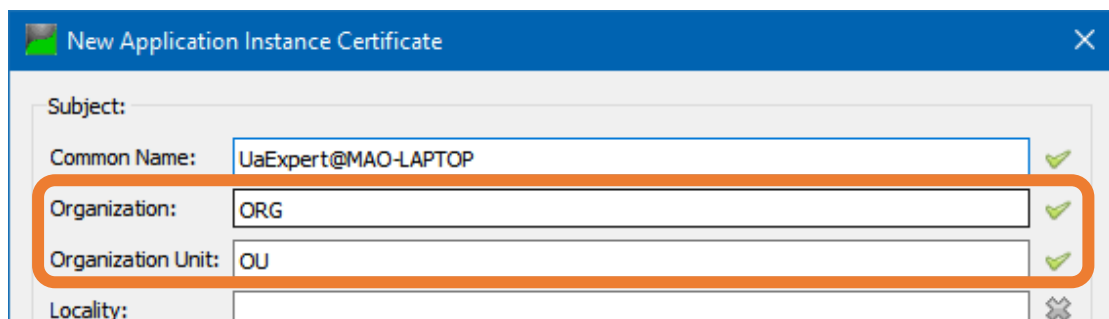 New Application Instance Certificate
Subject:
Common Name: UaExpert@MAO-LAPTOP
Organization: ORG
Organization Unit: OU
Locality: